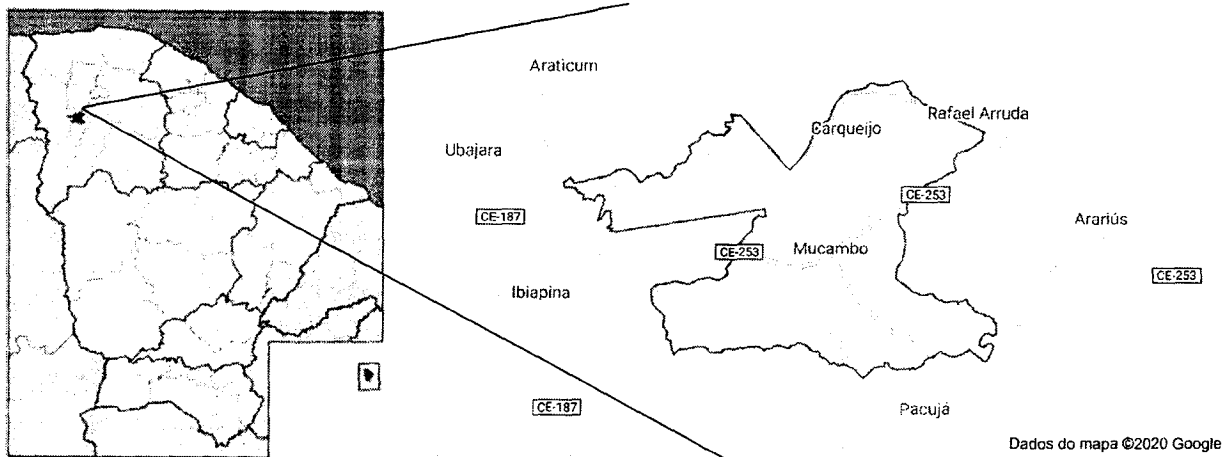 Araticum
Carqueijo
Rafael Arruda
Ubajara
CE-253
CE-187
Arariús
CE-253
Mucambo
CE-253
Ibiapina
CE-187
Pacujá
Dados do mapa ©2020 Google